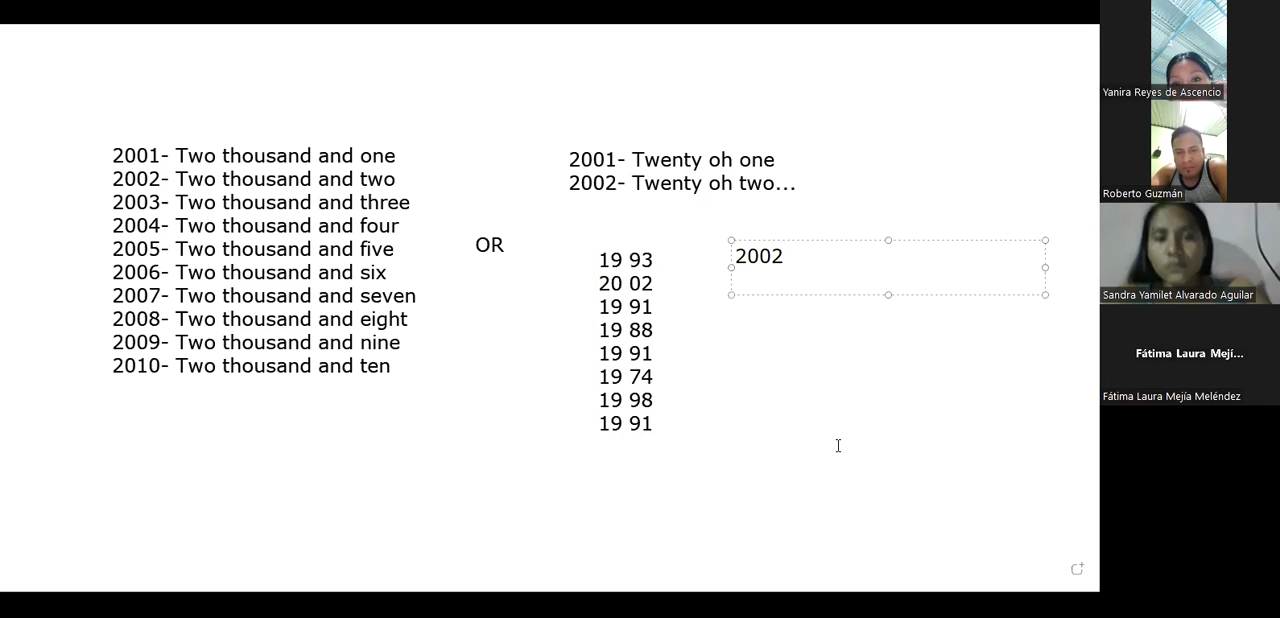 2001- Two thousand and one
2002- Two thousand and two
2003- Two thousand and three
2004- Two thousand and four
2005- Two thousand and five
2006- Two thousand and six
2007- Two thousand and seven
2008- Two thousand and eight
2009- Two thousand and nine
2010- Two thousand and ten
OR
2001- Twenty oh one
2002- Twenty oh two...
19 93
20 02
19 91
19 88
19 91
19 74
19 98
19 91
2002
Yanira Reyes de Ascencio
Roberto Guzmán
Sandra Yamilet Alvarado Aguilar
Fátima Laura Mejí...
Fátima Laura Mejía Meléndez